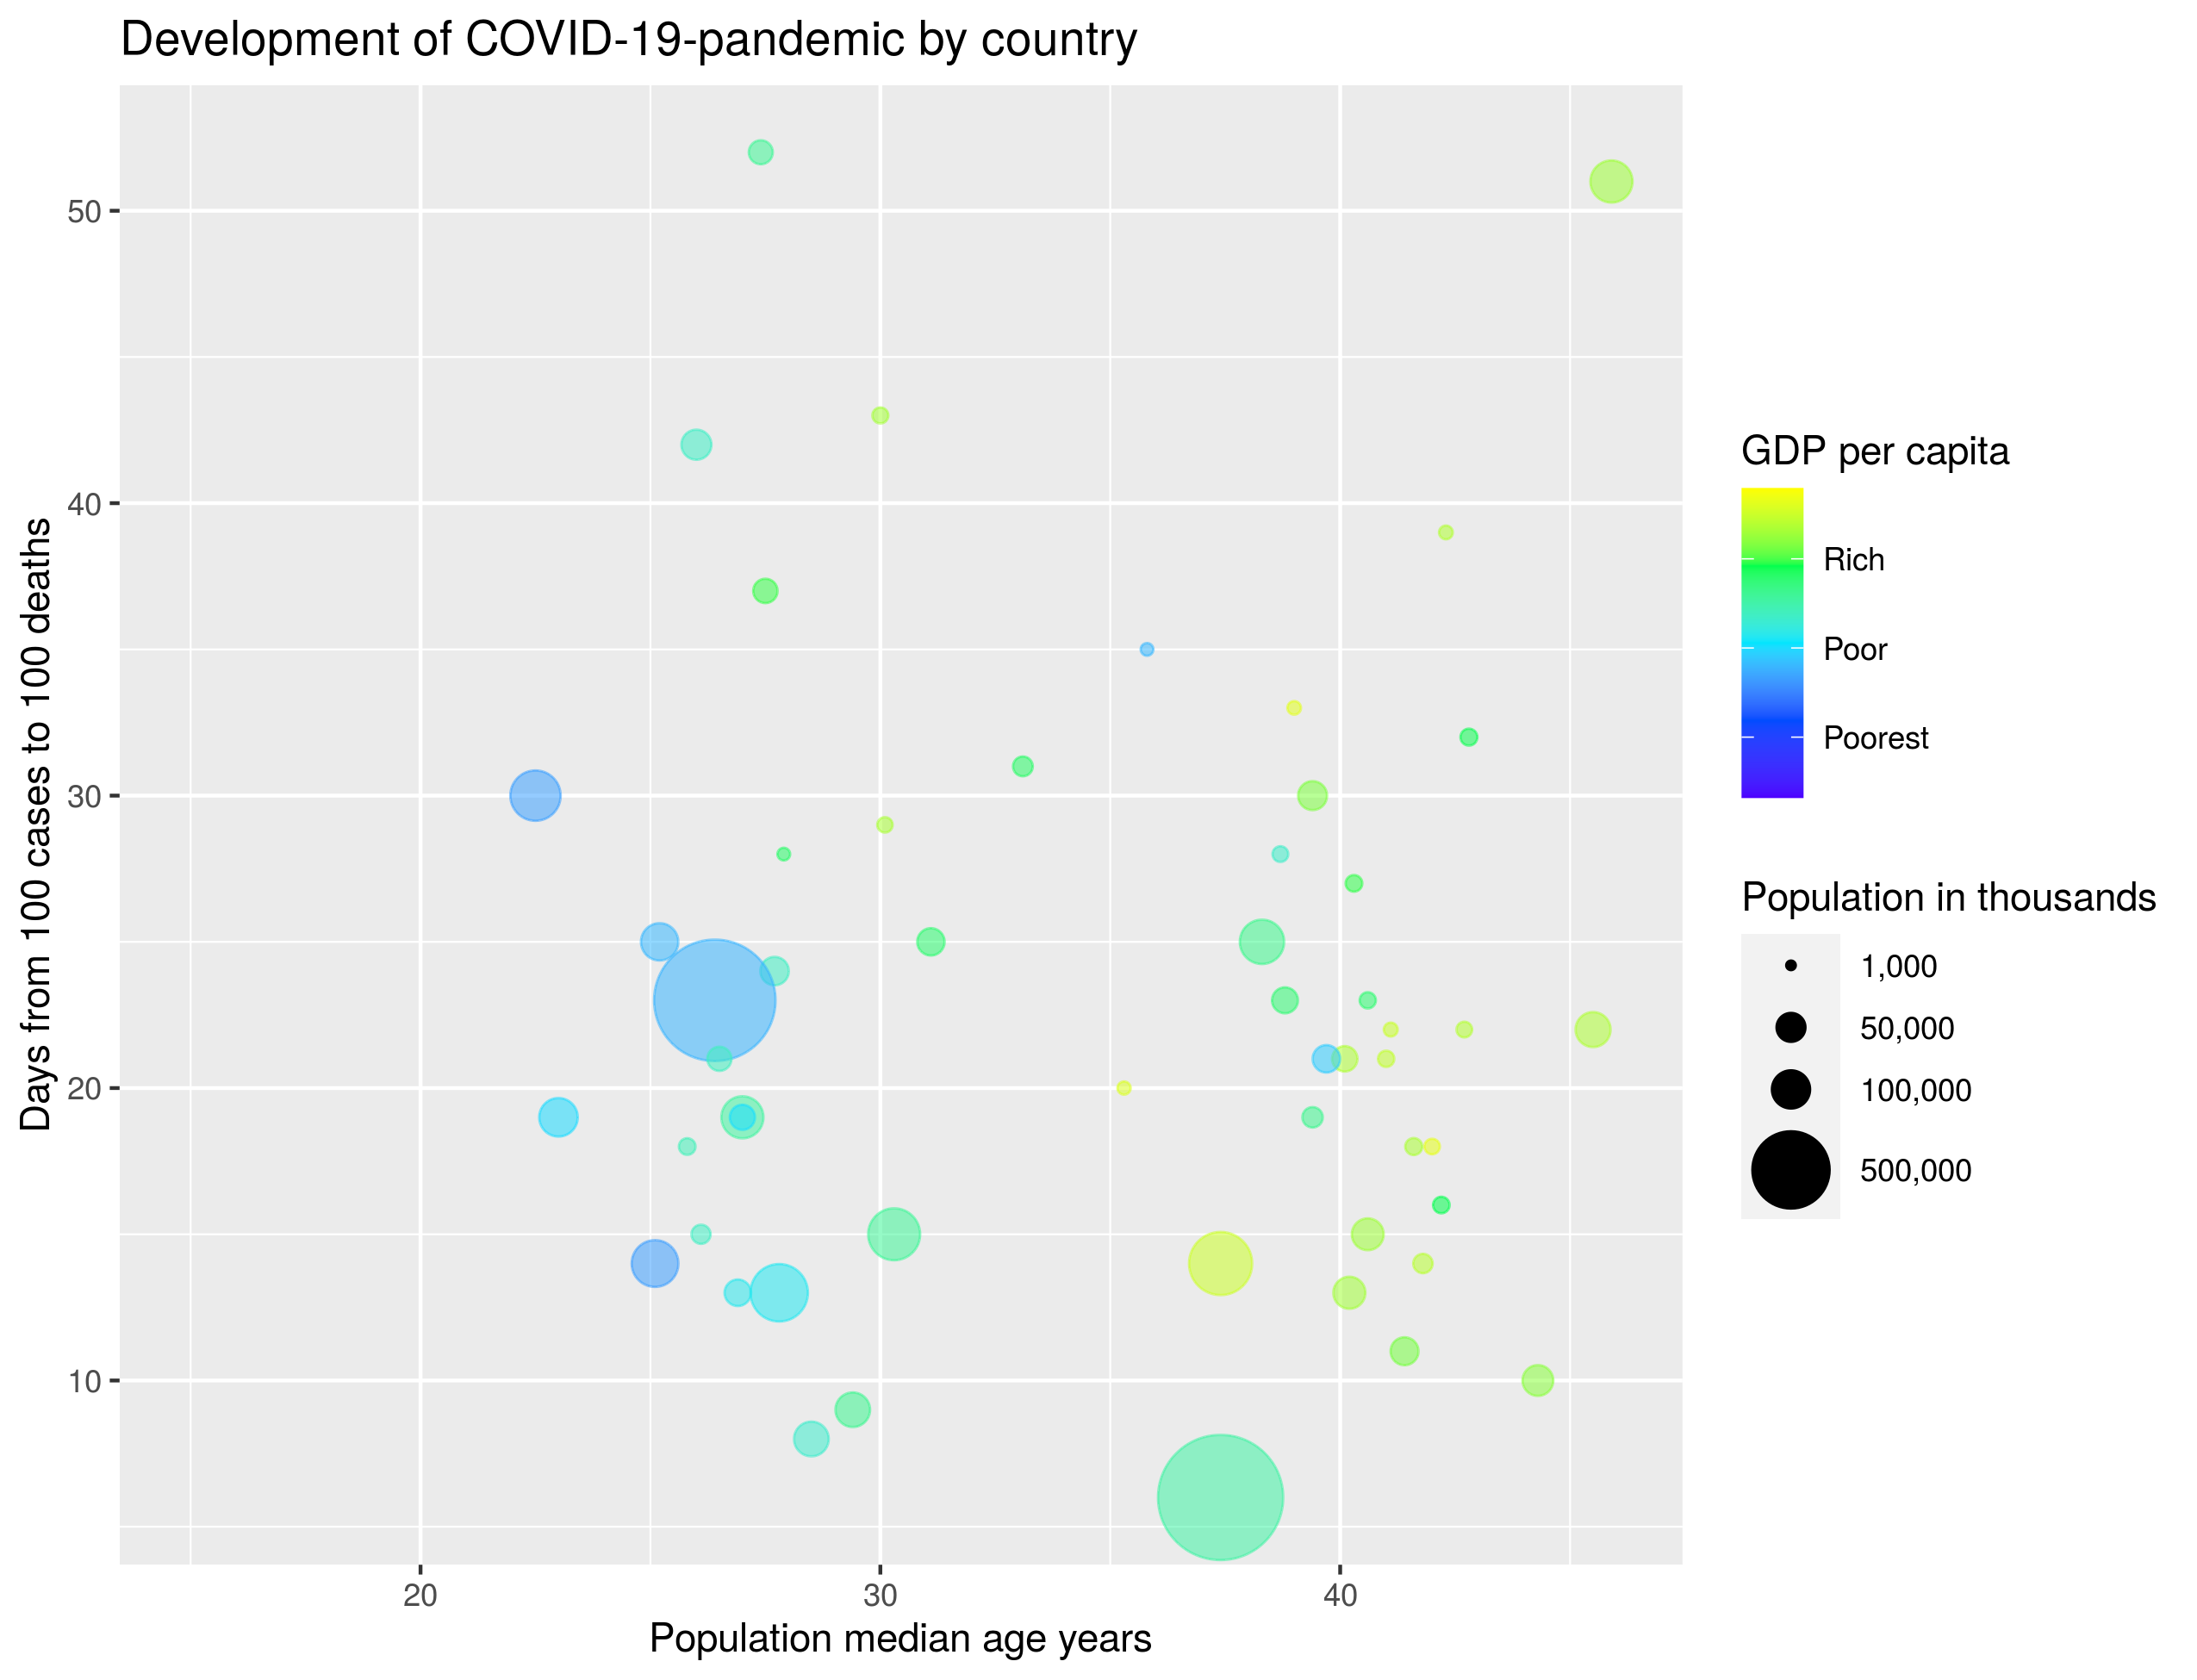 Development of COVID-19-pandemic by country
Days from 100 cases to 100 deaths
50
40
30
20
10
20
30
40
Population median age years
GDP per capita
Rich
Poor
Poorest
Population in thousands
1,000
50,000
100,000
500,000